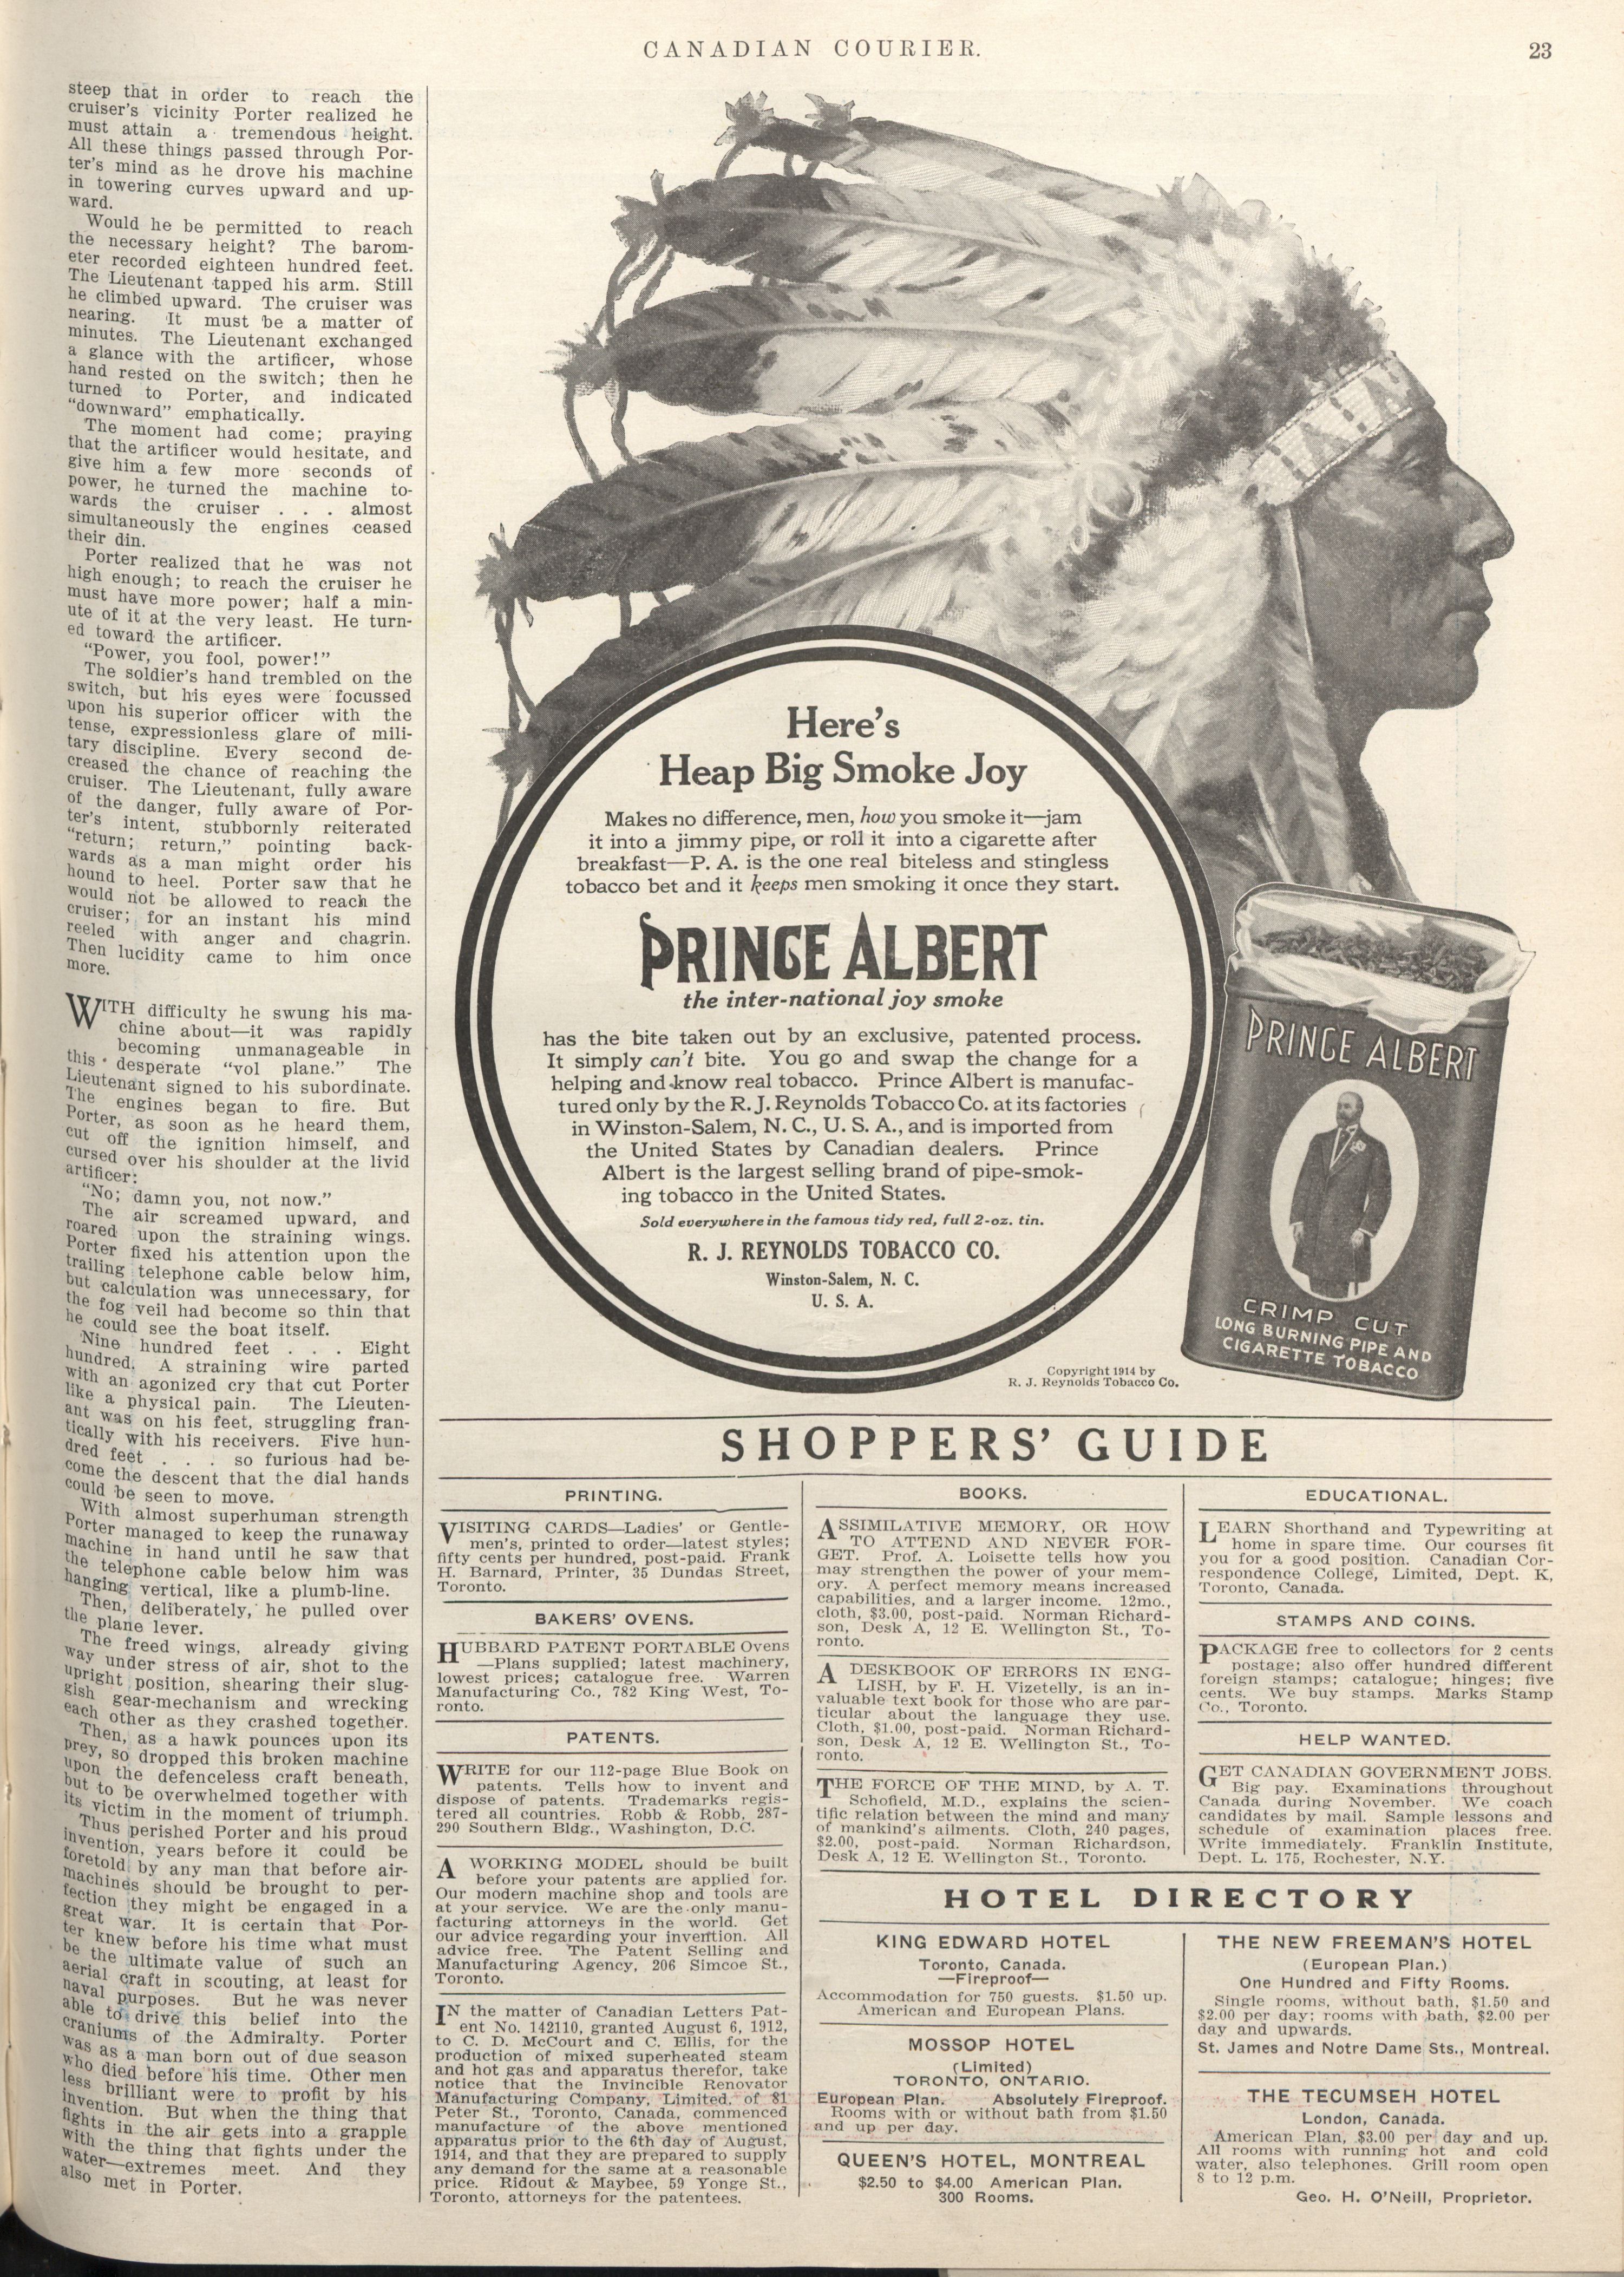 CANADIAN COURIER.
23
steep that in order to reach the
cruiser's vicinity Porter realized he
must attain a tremendous height.
All these things passed through Por-
ter's mind as he drove his machine
in towering curves upward and up-
ward.
Would he be permitted to reach
the necessary height? The barom-
eter recorded eighteen hundred feet.
The Lieutenant tapped his arm. Still
he climbed upward. The cruiser was
nearing. It must be a matter of
minutes. The Lieutenant exchanged
a glance with the artificer, whose
hand rested on the switch; then he
turned to Porter, and indicated
"downward" emphatically.
The moment had come; praying
that the artificer would hesitate, and
give him a few more seconds of
power, he turned the machine to-
wards the cruiser . . . almost
simultaneously the engines ceased
their din.
Porter realized that he was not
high enough; to reach the cruiser he
must have more power; half a min-
ute of it at the very least. He turn-
ed toward the artificer.
"Power, you fool, power!"
The soldier's hand trembled on the
switch, but his eyes were focussed
upon his superior officer with the
tense, expressionless glare of mili-
tary discipline. Every second de-
creased the chance of reaching the
cruiser. The Lieutenant, fully aware
of the danger, fully aware of Por-
ter's intent, stubbornly reiterated
"return; return," pointing back-
wards as a man might order his
hound to heel. Porter saw that he
would not be allowed to reach the
cruiser; for an instant his mind
reeled with anger and chagrin.
Then lucidity came to him once
more.
WITH difficulty he swung his ma-
chine about—it was rapidly
becoming unmanageable in
this desperate "vol plane." The
Lieutenant signed to his subordinate.
The engines began to fire. But
Porter, as soon as he heard them,
cut off the ignition himself, and
cursed over his shoulder at the livid
artificer:
"No; damn you, not now."
The air screamed upward, and
roared upon the straining wings.
Porter fixed his attention upon the
trailing telephone cable below him,
but calculation was unnecessary, for
the fog veil had become so thin that
he could see the boat itself.
Nine hundred feet . . . Eight
hundred. A straining wire parted
with an agonized cry that cut Porter
like a physical pain. The Lieuten-
ant was on his feet, struggling fran-
tically with his receivers. Five hun-
dred feet . . . so furious had be-
come the descent that the dial hands
could be seen to move.
With almost superhuman strength
Porter managed to keep the runaway
machine in hand until he saw that
the telephone cable below him was
hanging vertical, like a plumb-line.
Then, deliberately, he pulled over
the plane lever.
The freed wings, already giving
way under stress of air, shot to the
upright position, shearing their slug-
gish gear-mechanism and wrecking
each other as they crashed together.
Then, as a hawk pounces upon its
prey, so dropped this broken machine
upon the defenceless craft beneath,
but to be overwhelmed together with
its victim in the moment of triumph.
Thus perished Porter and his proud
invention, years before it could be
foretold by any man that before air-
machines should be brought to per-
fection they might be engaged in a
great war. It is certain that Por-
ter knew before his time what must
be the ultimate value of such an
aerial craft in scouting, at least for
naval purposes. But he was never
able to drive this belief into the
craniums of the Admiralty. Porter
was as a man born out of due season
who died before his time. Other men
less brilliant were to profit by his
invention. But when the thing that
fights in the air gets into a grapple
with the thing that fights under the
water—extremes meet. And they
also met in Porter.
Here's
Heap Big Smoke Joy
Makes no difference, men, how you smoke it—jam
it into a jimmy pipe, or roll it into a cigarette after
breakfast—P. A. is the one real biteless and stingless
tobacco bet and it keeps men smoking it once they start.
PRINCE ALBERT
the inter-national joy smoke
has the bite taken out by an exclusive, patented process.
It simply can't bite. You go and swap the change for a
helping and know real tobacco. Prince Albert is manufac-
tured only by the R. J. Reynolds Tobacco Co. at its factories
in Winston-Salem, N. C., U. S. A., and is imported from
the United States by Canadian dealers. Prince
Albert is the largest selling brand of pipe-smok-
ing tobacco in the United States.
Sold everywhere in the famous tidy red, full 2-oz. tin.
R. J. REYNOLDS TOBACCO CO.
Winston-Salem, N. C.
U. S. A.
PRINCE ALBERT
CRIMP CUT
LONG BURNING PIPE AND
CIGARETTE TOBACCO
Copyright 1914 by
R. J. Reynolds Tobacco Co.
SHOPPERS' GUIDE
PRINTING.
VISITING CARDS—Ladies' or Gentle-
men's, printed to order—latest styles;
fifty cents per hundred, post-paid. Frank
H. Barnard, Printer, 35 Dundas Street,
Toronto.
BAKERS' OVENS.
HUBBARD PATENT PORTABLE Ovens
—Plans supplied; latest machinery,
lowest prices; catalogue free. Warren
Manufacturing Co., 782 King West, To-
ronto.
PATENTS.
WRITE for our 112-page Blue Book on
patents. Tells how to invent and
dispose of patents. Trademarks regis-
tered all countries. Robb & Robb, 287-
290 Southern Bldg., Washington, D.C.
A WORKING MODEL should be built
before your patents are applied for.
Our modern machine shop and tools are
at your service. We are the only manu-
facturing attorneys in the world. Get
our advice regarding your invention. All
advice free. The Patent Selling and
Manufacturing Agency, 206 Simcoe St.,
Toronto.
IN the matter of Canadian Letters Pat-
ent No. 142110, granted August 6, 1912,
to C. D. McCourt and C. Ellis, for the
production of mixed superheated steam
and hot gas and apparatus therefor, take
notice that the Invincible Renovator
Manufacturing Company, Limited, of 81
Peter St., Toronto, Canada, commenced
manufacture of the above mentioned
apparatus prior to the 6th day of August,
1914, and that they are prepared to supply
any demand for the same at a reasonable
price. Ridout & Maybee, 59 Yonge St.,
Toronto, attorneys for the patentees.
BOOKS.
ASSIMILATIVE MEMORY, OR HOW
TO ATTEND AND NEVER FOR-
GET. Prof. A. Loisette tells how you
may strengthen the power of your mem-
ory. A perfect memory means increased
capabilities, and a larger income. 12mo.,
cloth, $3.00, post-paid. Norman Richard-
son, Desk A, 12 E. Wellington St., To-
ronto.
A DESKBOOK OF ERRORS IN ENG-
LISH, by F. H. Vizetelly, is an in-
valuable text book for those who are par-
ticular about the language they use.
Cloth, $1.00, post-paid. Norman Richard-
son, Desk A, 12 E. Wellington St., To-
ronto.
THE FORCE OF THE MIND, by A. T.
Schofield, M.D., explains the scien-
tific relation between the mind and many
of mankind's ailments. Cloth, 240 pages,
$2.00, post-paid. Norman Richardson,
Desk A, 12 E. Wellington St., Toronto.
EDUCATIONAL.
LEARN Shorthand and Typewriting at
home in spare time. Our courses fit
you for a good position. Canadian Cor-
respondence College, Limited, Dept. K,
Toronto, Canada.
STAMPS AND COINS.
PACKAGE free to collectors for 2 cents
postage; also offer hundred different
foreign stamps; catalogue; hinges; five
cents. We buy stamps. Marks Stamp
Co., Toronto.
HELP WANTED.
GET CANADIAN GOVERNMENT JOBS.
Big pay. Examinations throughout
Canada during November. We coach
candidates by mail. Sample lessons and
schedule of examination places free.
Write immediately. Franklin Institute,
Dept. L. 175, Rochester, N.Y.
HOTEL DIRECTORY
KING EDWARD HOTEL
Toronto, Canada.
—Fireproof—
Accommodation for 750 guests. $1.50 up.
American and European Plans.
MOSSOP HOTEL
(Limited)
TORONTO, ONTARIO.
European Plan. Absolutely Fireproof.
Rooms with or without bath from $1.50
and up per day.
QUEEN'S HOTEL, MONTREAL
$2.50 to $4.00 American Plan.
300 Rooms.
THE NEW FREEMAN'S HOTEL
(European Plan.)
One Hundred and Fifty Rooms.
Single rooms, without bath, $1.50 and
$2.00 per day; rooms with bath, $2.00 per
day and upwards.
St. James and Notre Dame Sts., Montreal.
THE TECUMSEH HOTEL
London, Canada.
American Plan, $3.00 per day and up.
All rooms with running hot and cold
water, also telephones. Grill room open
8 to 12 p.m.
Geo. H. O'Neill, Proprietor.